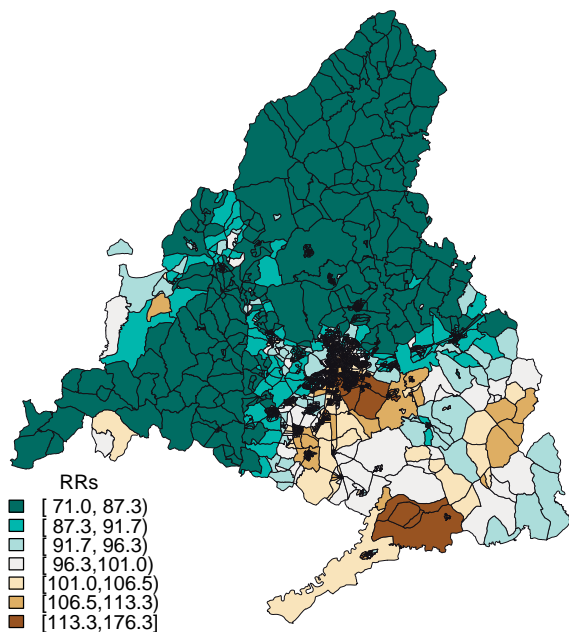 RRs
[ 71.0, 87.3)
[ 87.3, 91.7)
[ 91.7, 96.3)
[ 96.3,101.0)
[101.0,106.5)
[106.5,113.3)
[113.3,176.3]